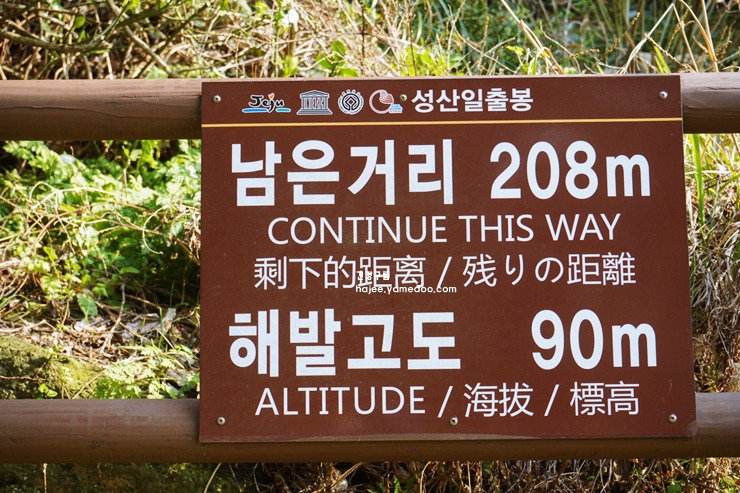 Jeju 성산일출봉
남은거리 208m
CONTINUE THIS WAY
剩下的距离 / 残りの距離
hajee.yamedoo.com
해발고도 90m
ALTITUDE / 海拔 / 標高